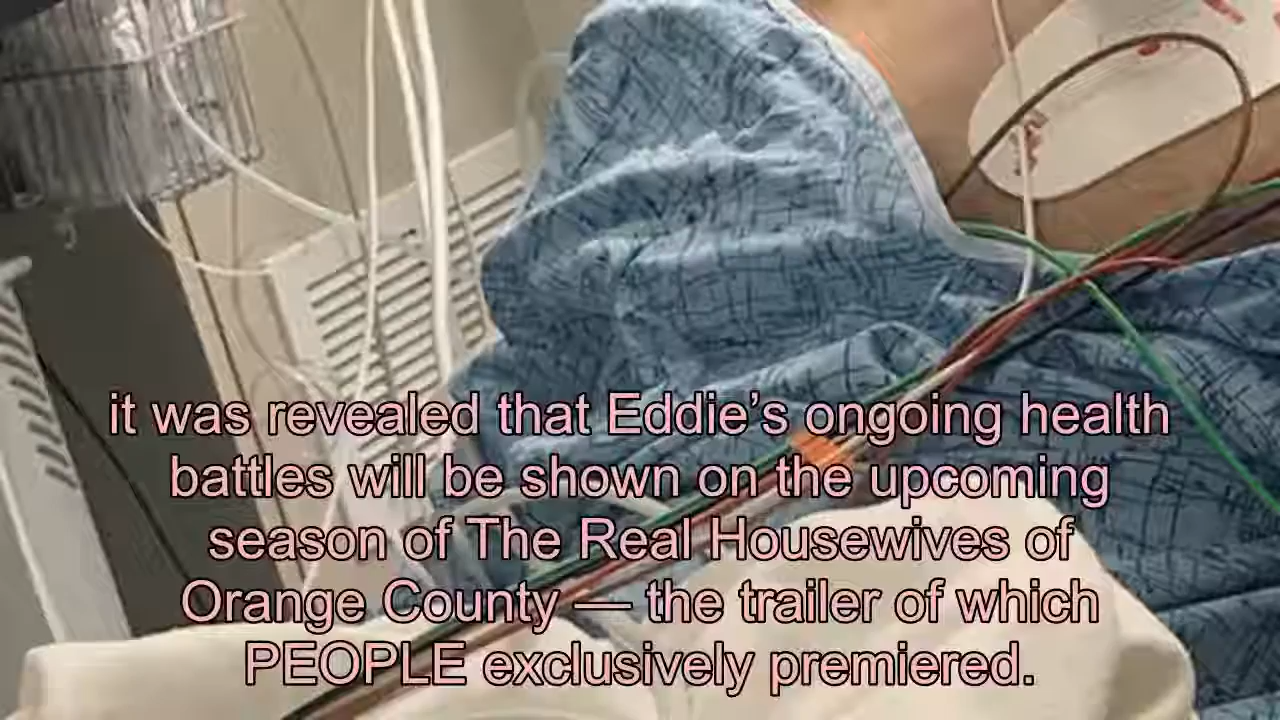 it was revealed that Eddie’s ongoing health
battles will be shown on the upcoming
season of The Real Housewives of
Orange County — the trailer of which
PEOPLE exclusively premiered.